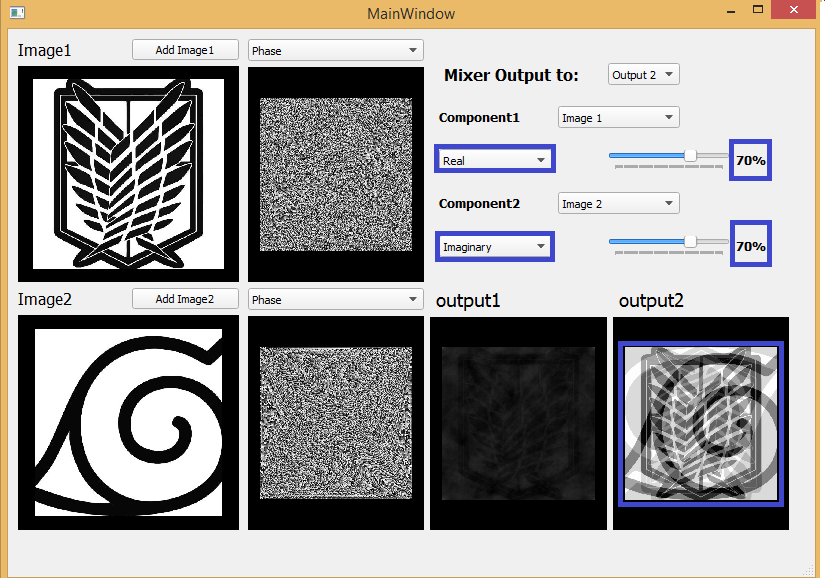 MainWindow
Image1
Add Image1
Phase
Mixer Output to:
Output 2
Component1
Image 1
Real
70%
Component2
Image 2
Imaginary
70%
Image2
Add Image2
Phase
output1
output2